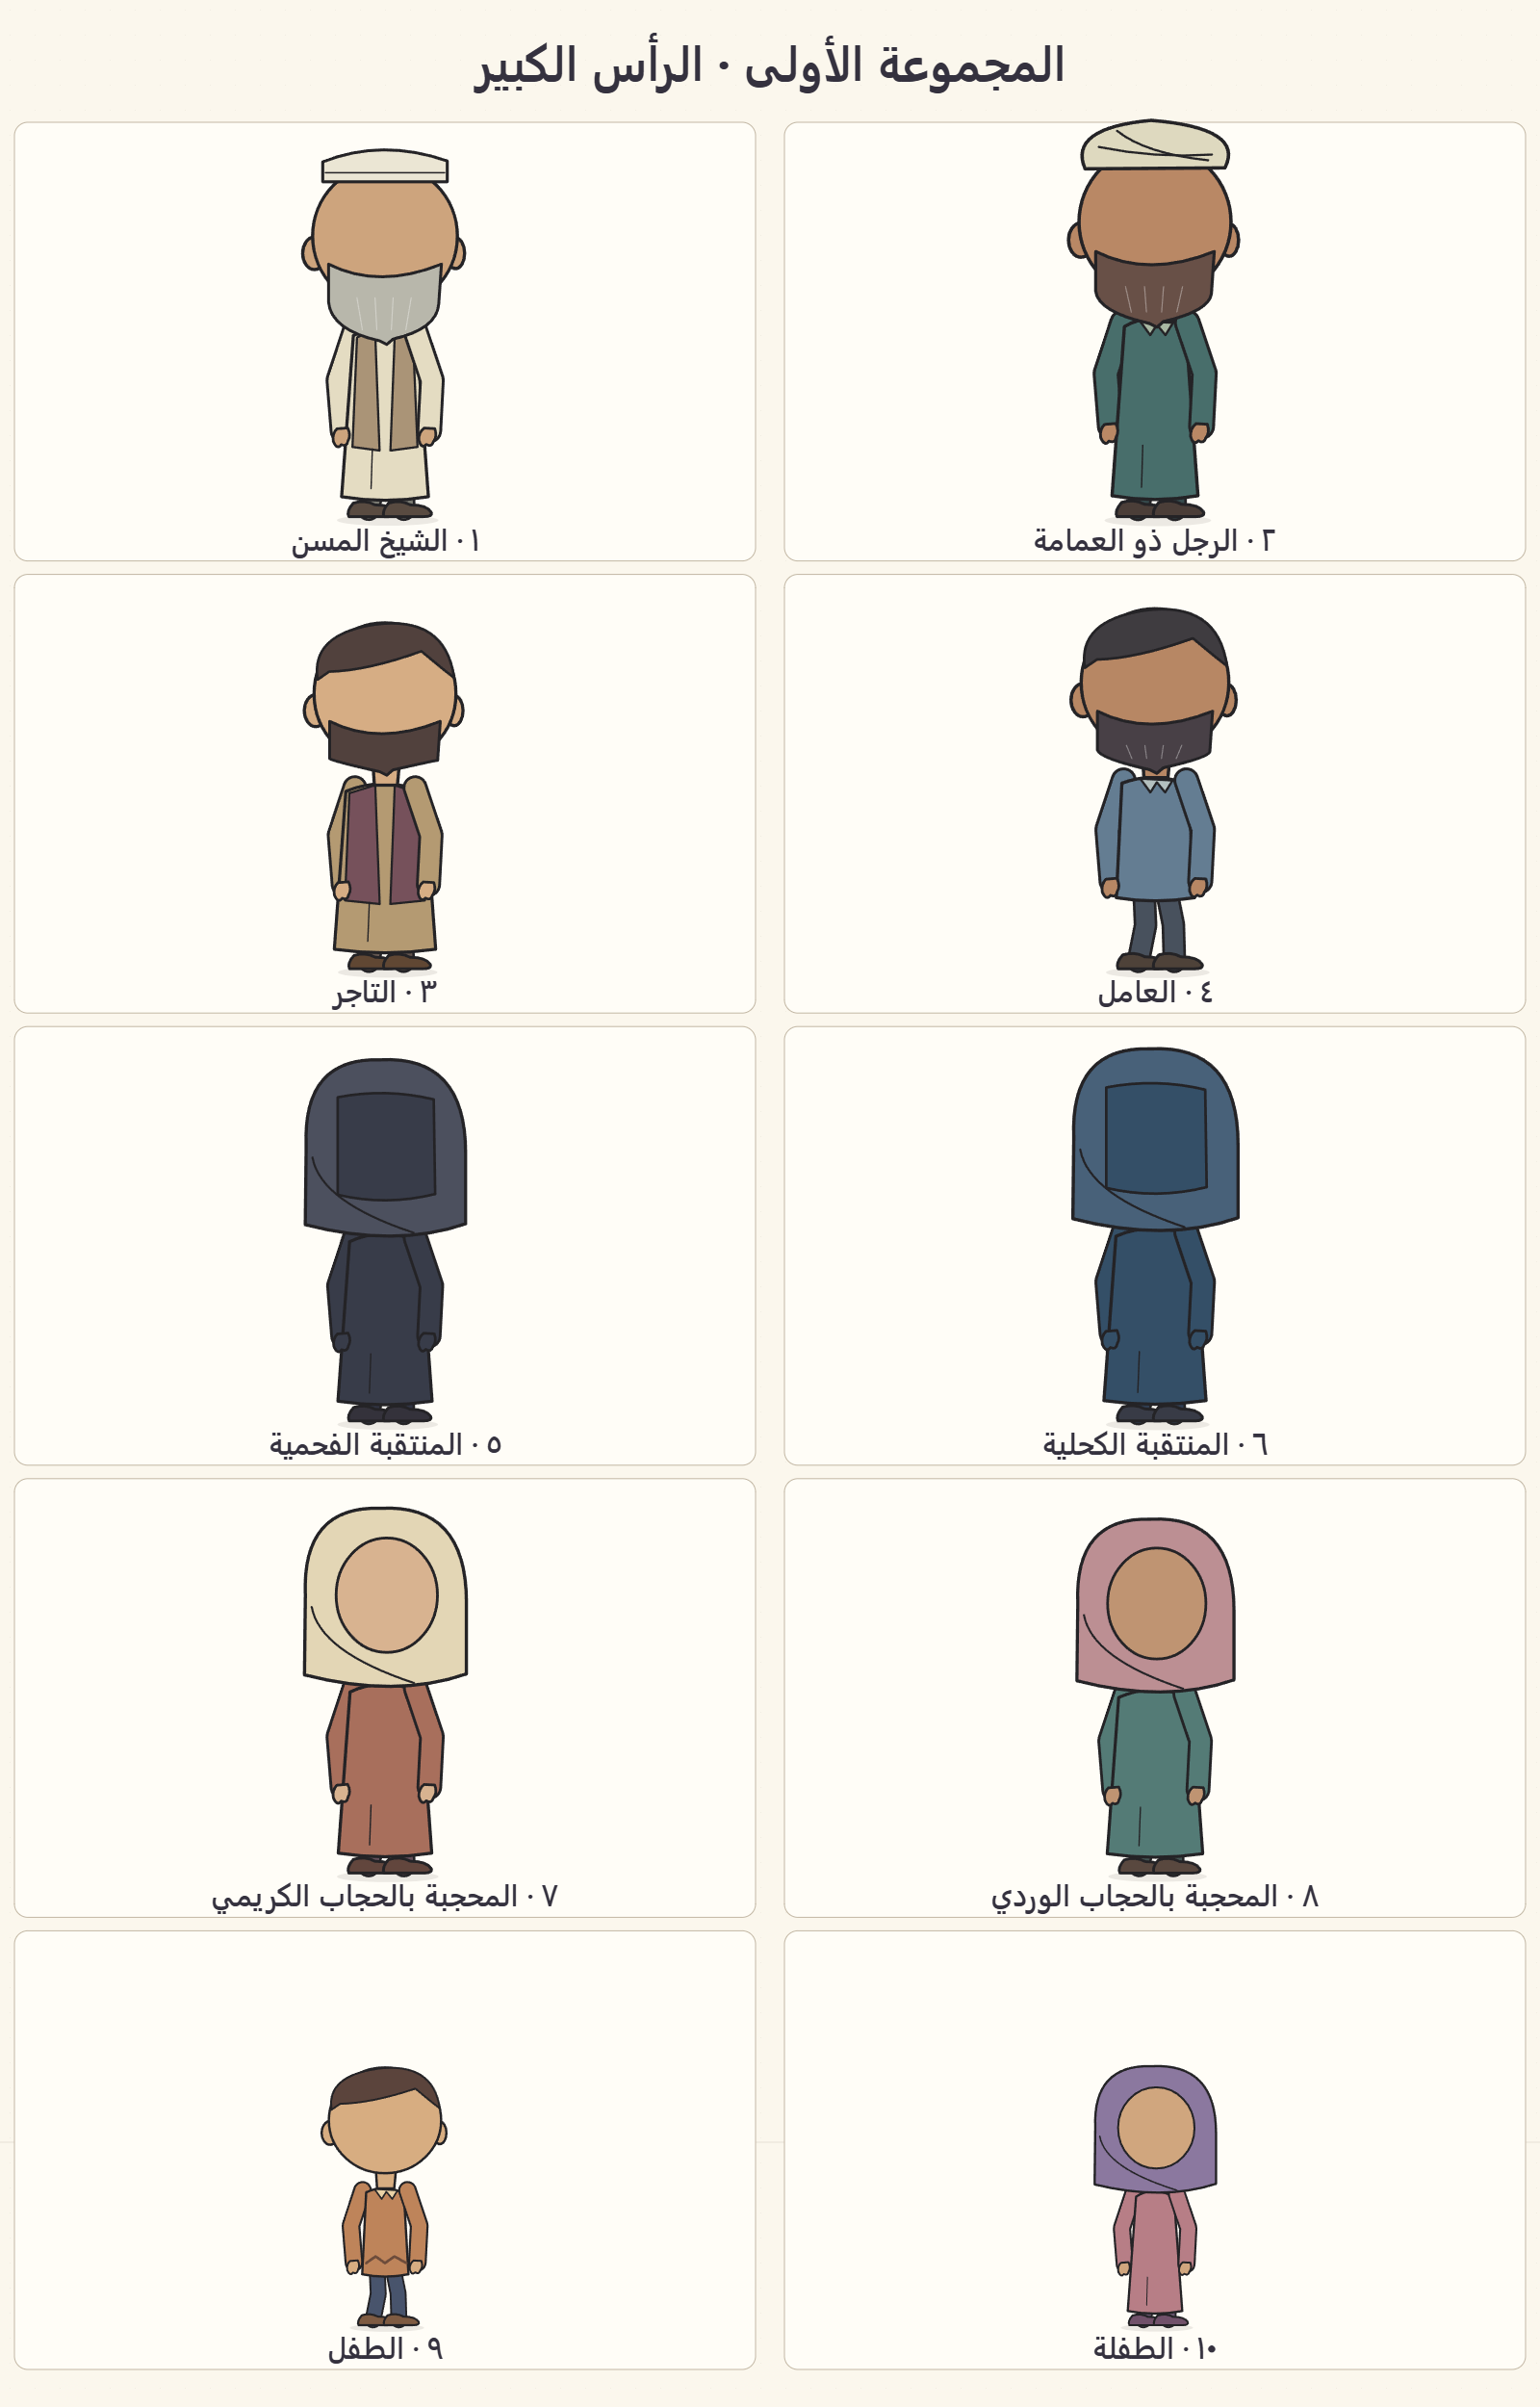 المجموعة الأولى • الرأس الكبير
٠١ · الشيخ المسن
٠٢ · الرجل ذو العمامة
٠٣ · التاجر
٠٤ · العامل
٠٥ · المنتقبة الفحمية
٠٦ · المنتقبة الكحلية
٠٧ · المحجبة بالحجاب الكريمي
٠٨ · المحجبة بالحجاب الوردي
٠٩ · الطفل
١٠ · الطفلة